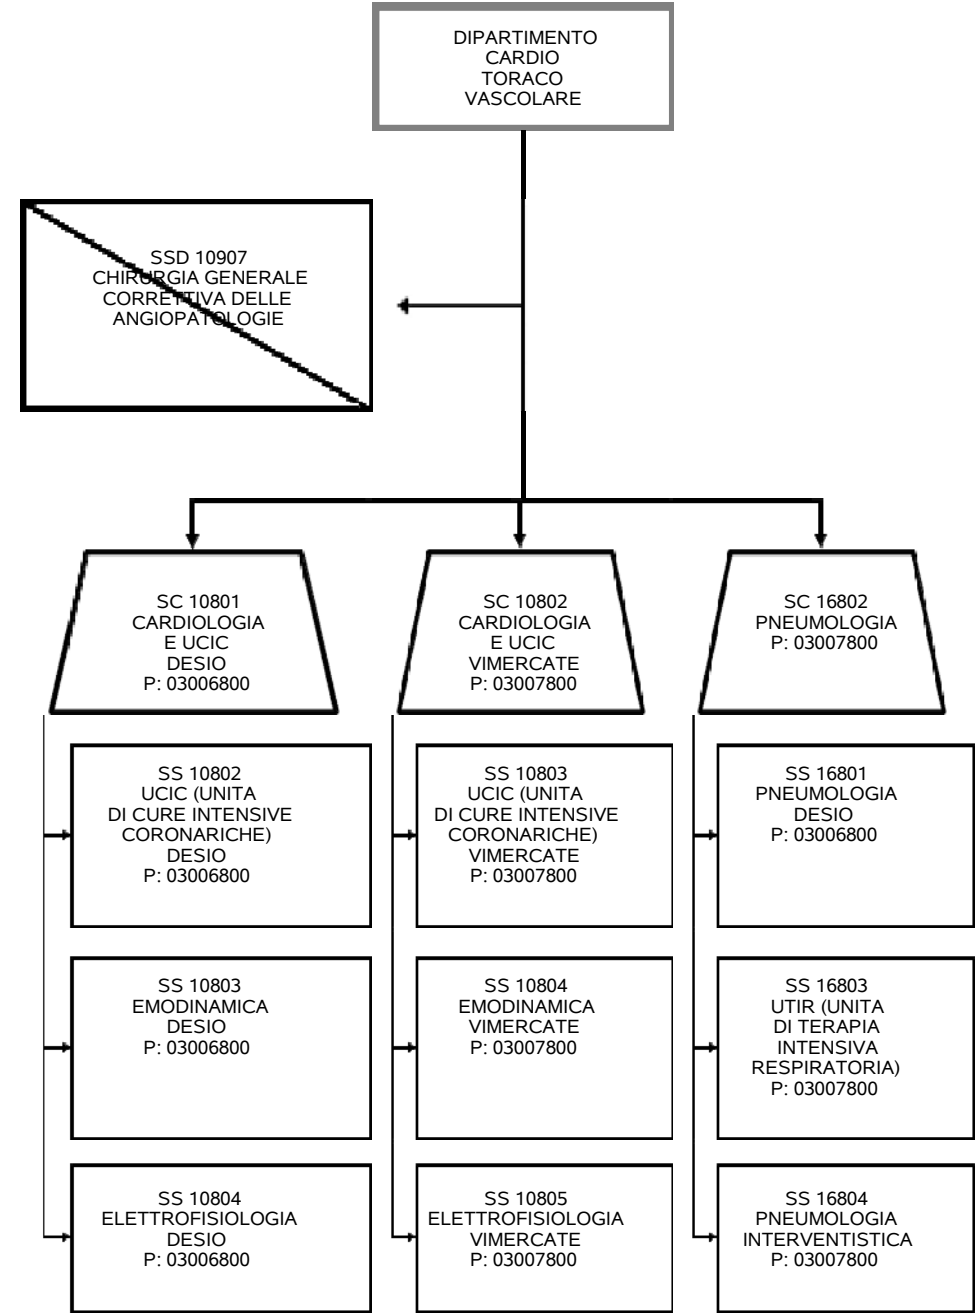 DIPARTIMENTO
CARDIO
TORACO
VASCOLARE
SSD 10907
CHIRURGIA GENERALE
CORRETTIVA DELLE
ANGIOPATOLOGIE
SC 10801
CARDIOLOGIA
E UCIC
DESIO
P: 03006800
SC 10802
CARDIOLOGIA
E UCIC
VIMERCATE
P: 03007800
SC 16802
PNEUMOLOGIA
P: 03007800
SS 10802
UCIC (UNITA
DI CURE INTENSIVE
CORONARICHE)
DESIO
P: 03006800
SS 10803
UCIC (UNITA
DI CURE INTENSIVE
CORONARICHE)
VIMERCATE
P: 03007800
SS 16801
PNEUMOLOGIA
DESIO
P: 03006800
SS 10803
EMODINAMICA
DESIO
P: 03006800
SS 10804
EMODINAMICA
VIMERCATE
P: 03007800
SS 16803
UTIR (UNITA
DI TERAPIA
INTENSIVA
RESPIRATORIA)
P: 03007800
SS 10804
ELETTROFISIOLOGIA
DESIO
P: 03006800
SS 10805
ELETTROFISIOLOGIA
VIMERCATE
P: 03007800
SS 16804
PNEUMOLOGIA
INTERVENTISTICA
P: 03007800